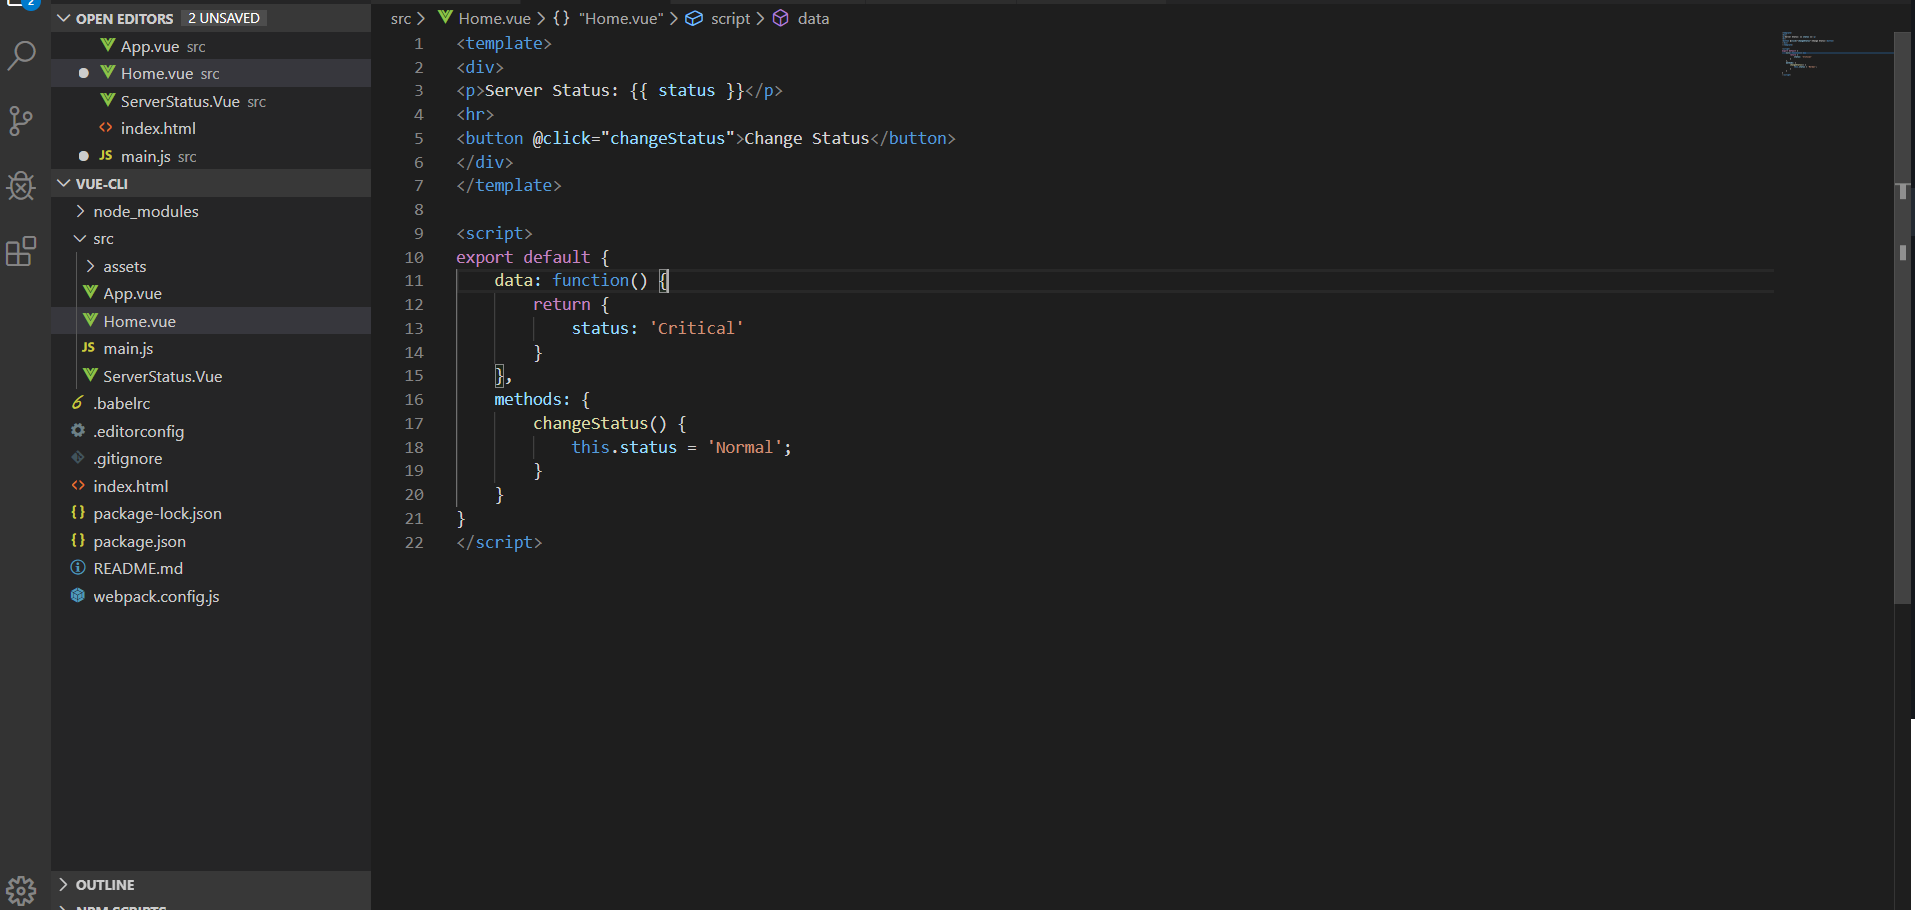 2
OPEN EDITORS 2 UNSAVED
App.vue src
Home.vue src
ServerStatus.Vue src
index.html
JS main.js src
VUE-CLI
node_modules
src
assets
App.vue
Home.vue
JS main.js
ServerStatus.Vue
.babelrc
.editorconfig
.gitignore
index.html
{} package-lock.json
{} package.json
README.md
webpack.config.js
OUTLINE
NPM SCRIPTS
src > Home.vue > {} "Home.vue" > script > data
1 <template>
2 <div>
3 <p>Server Status: {{ status }}</p>
4 <hr>
5 <button @click="changeStatus">Change Status</button>
6 </div>
7 </template>
8
9 <script>
10 export default {
11 data: function() {
12 return {
13 status: 'Critical'
14 }
15 },
16 methods: {
17 changeStatus() {
18 this.status = 'Normal';
19 }
20 }
21 }
22 </script>